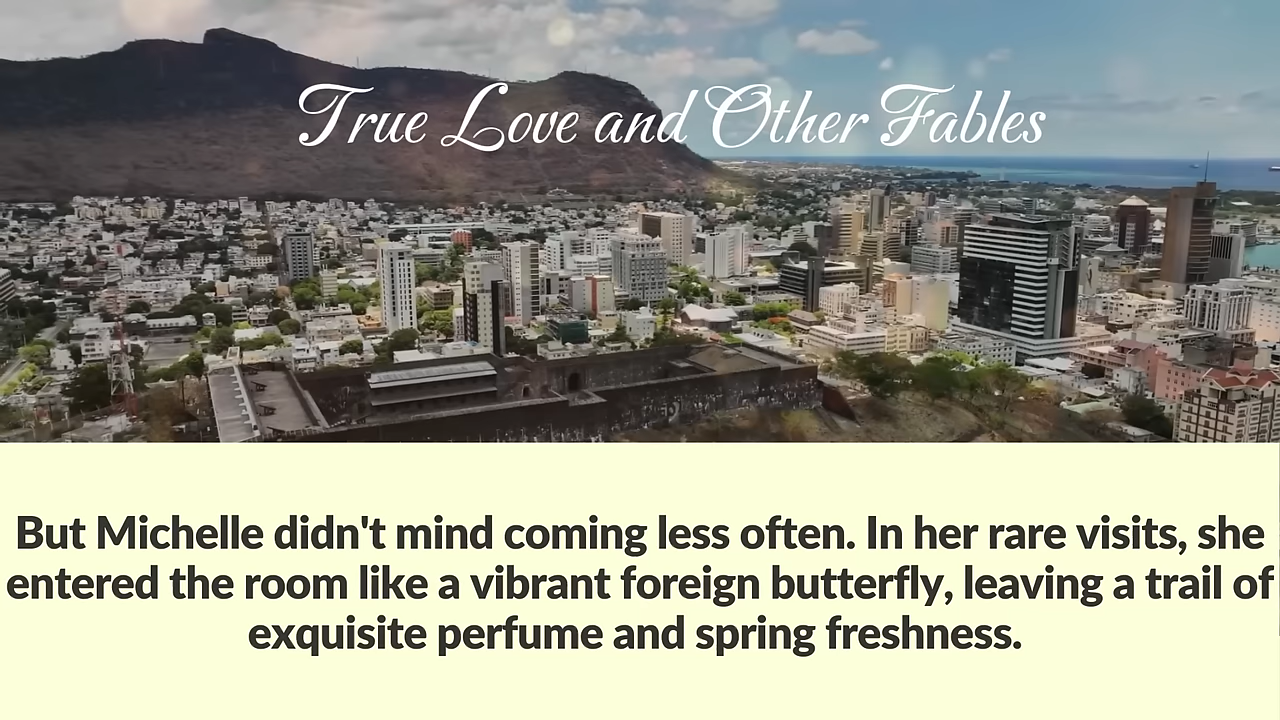 True Love and Other Fables
But Michelle didn't mind coming less often. In her rare visits, she
entered the room like a vibrant foreign butterfly, leaving a trail of
exquisite perfume and spring freshness.